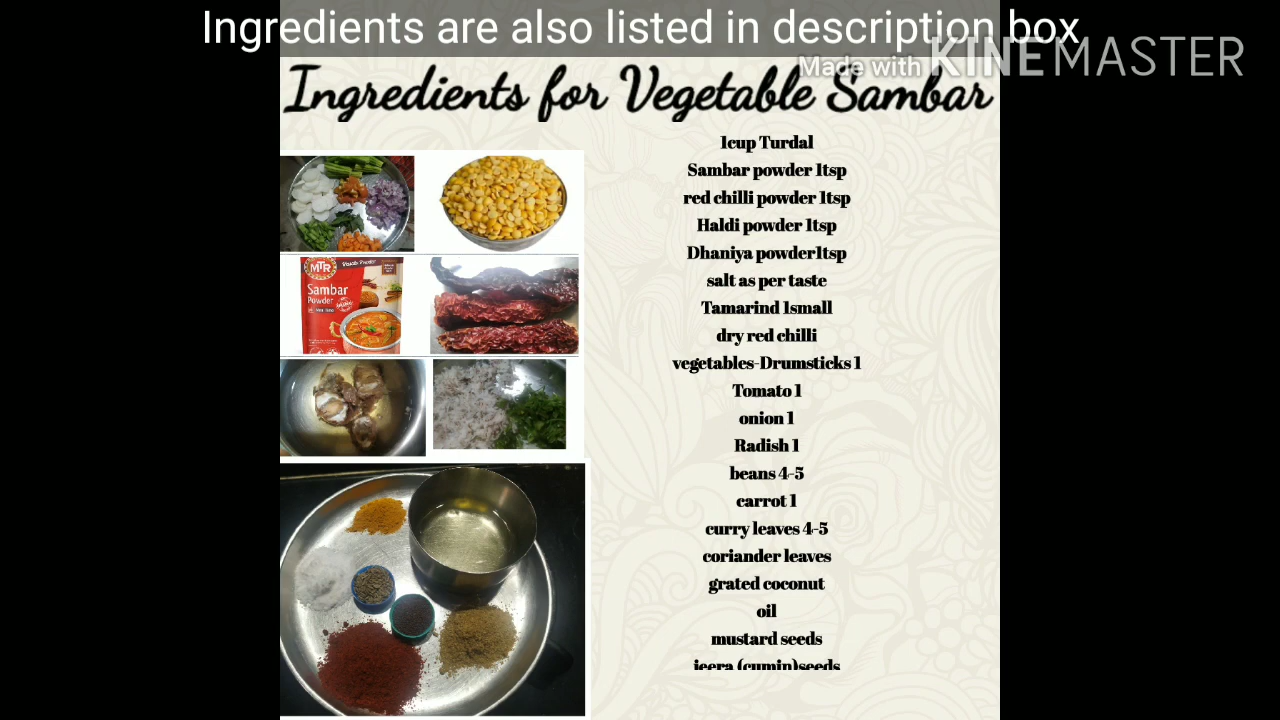 Ingredients are also listed in description box
Made with KINEMASTER
Ingredients for Vegetable Sambar
1cup Turdal
Sambar powder 1tsp
red chilli powder 1tsp
Haldi powder 1tsp
Dhaniya powder1tsp
salt as per taste
Tamarind 1small
dry red chilli
vegetables-Drumsticks 1
Tomato 1
onion 1
Radish 1
beans 4-5
carrot 1
curry leaves 4-5
coriander leaves
grated coconut
oil
mustard seeds
jeera (cumin)seeds
MTR
Sambar
Powder